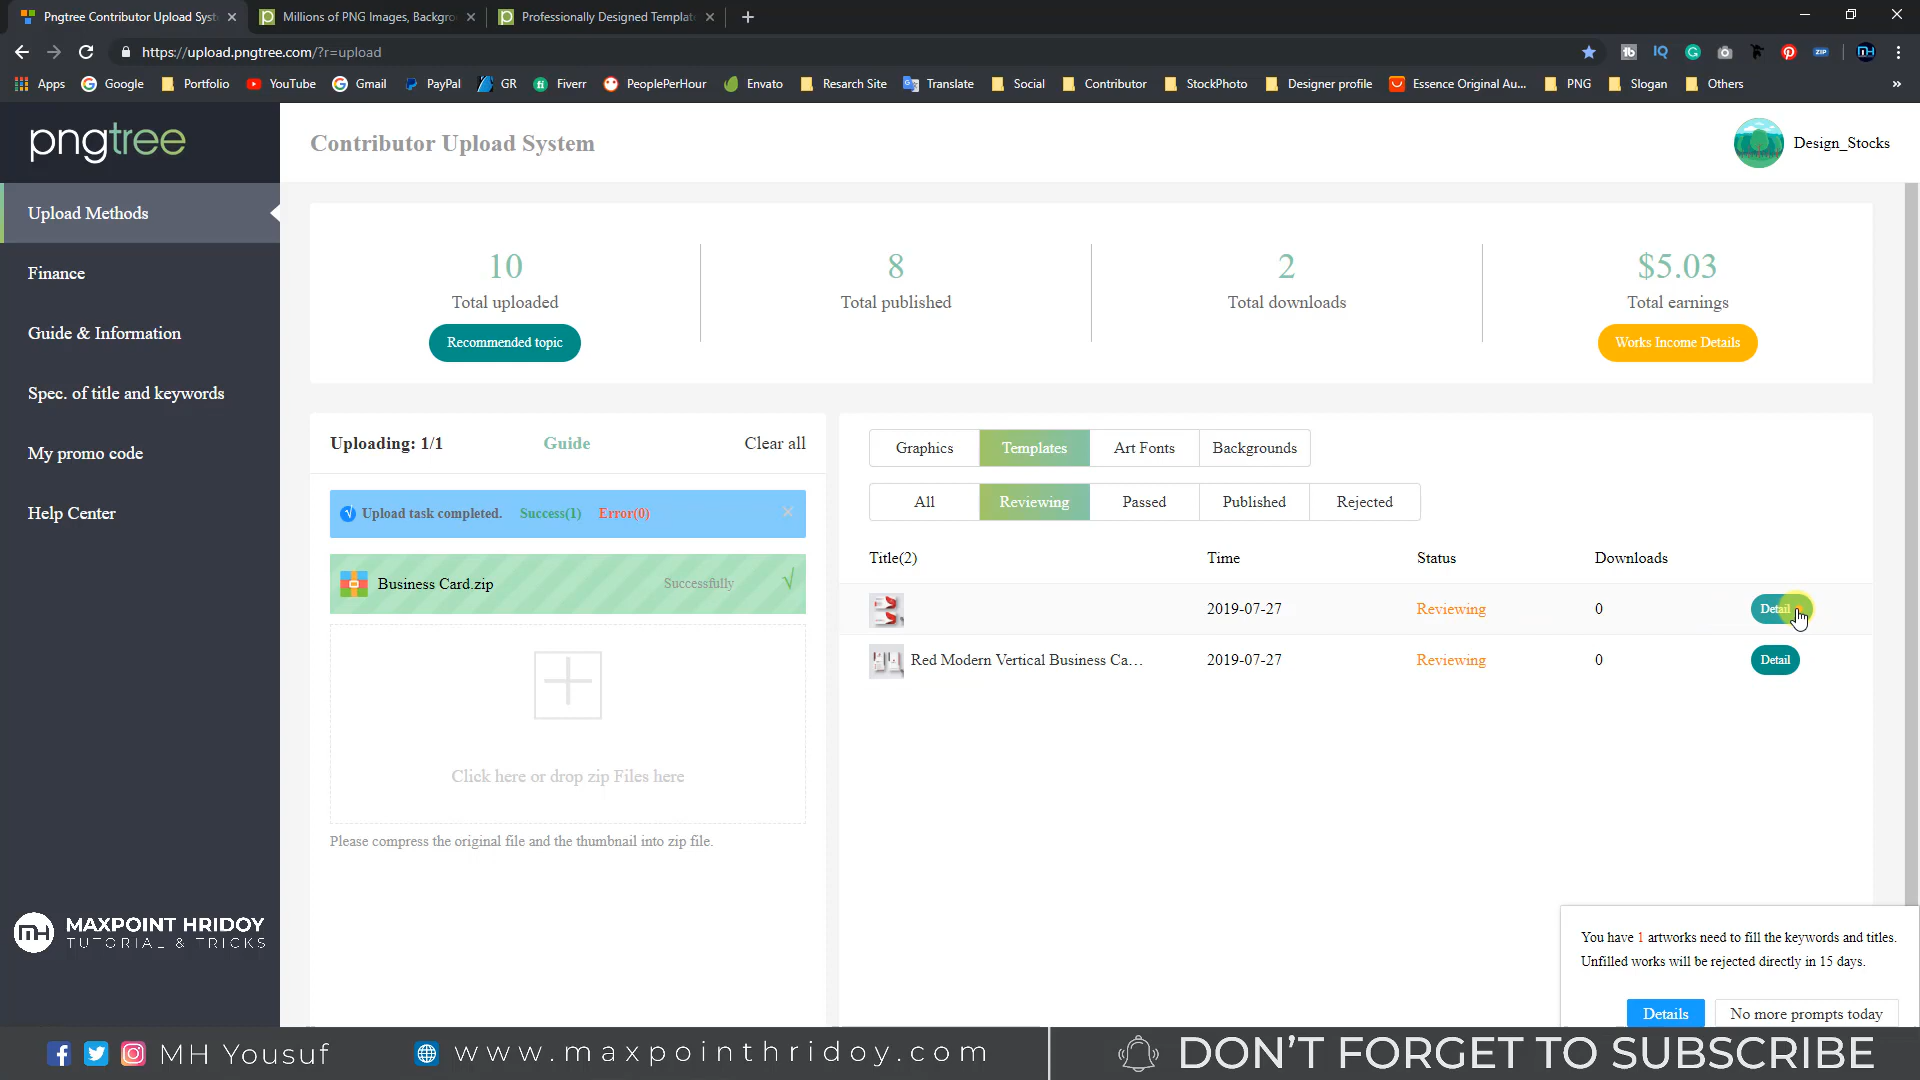 Pngtree Contributor Upload Syst
Millions of PNG Images, Backgro
Professionally Designed Templat
https://upload.pngtree.com/?r=upload
Apps
Google
Portfolio
YouTube
Gmail
PayPal
GR
Fiverr
PeoplePerHour
Envato
Resarch Site
Translate
Social
Contributor
StockPhoto
Designer profile
Essence Original Au...
PNG
Slogan
Others
pngtree
Contributor Upload System
Design_Stocks
Upload Methods
Finance
Guide & Information
Spec. of title and keywords
My promo code
Help Center
10
Total uploaded
Recommended topic
8
Total published
2
Total downloads
$5.03
Total earnings
Works Income Details
Uploading: 1/1
Guide
Clear all
Upload task completed. Success(1) Error(0)
Business Card.zip
Successfully
Click here or drop zip Files here
Please compress the original file and the thumbnail into zip file.
Graphics
Templates
Art Fonts
Backgrounds
All
Reviewing
Passed
Published
Rejected
Title(2)
Time
Status
Downloads
2019-07-27
Reviewing
0
Detail
Red Modern Vertical Business Ca...
2019-07-27
Reviewing
0
Detail
You have 1 artworks need to fill the keywords and titles.
Unfilled works will be rejected directly in 15 days.
Details
No more prompts today
MH
MAXPOINT HRIDOY
TUTORIAL & TRICKS
MH Yousuf
www.maxpointhridoy.com
DON'T FORGET TO SUBSCRIBE